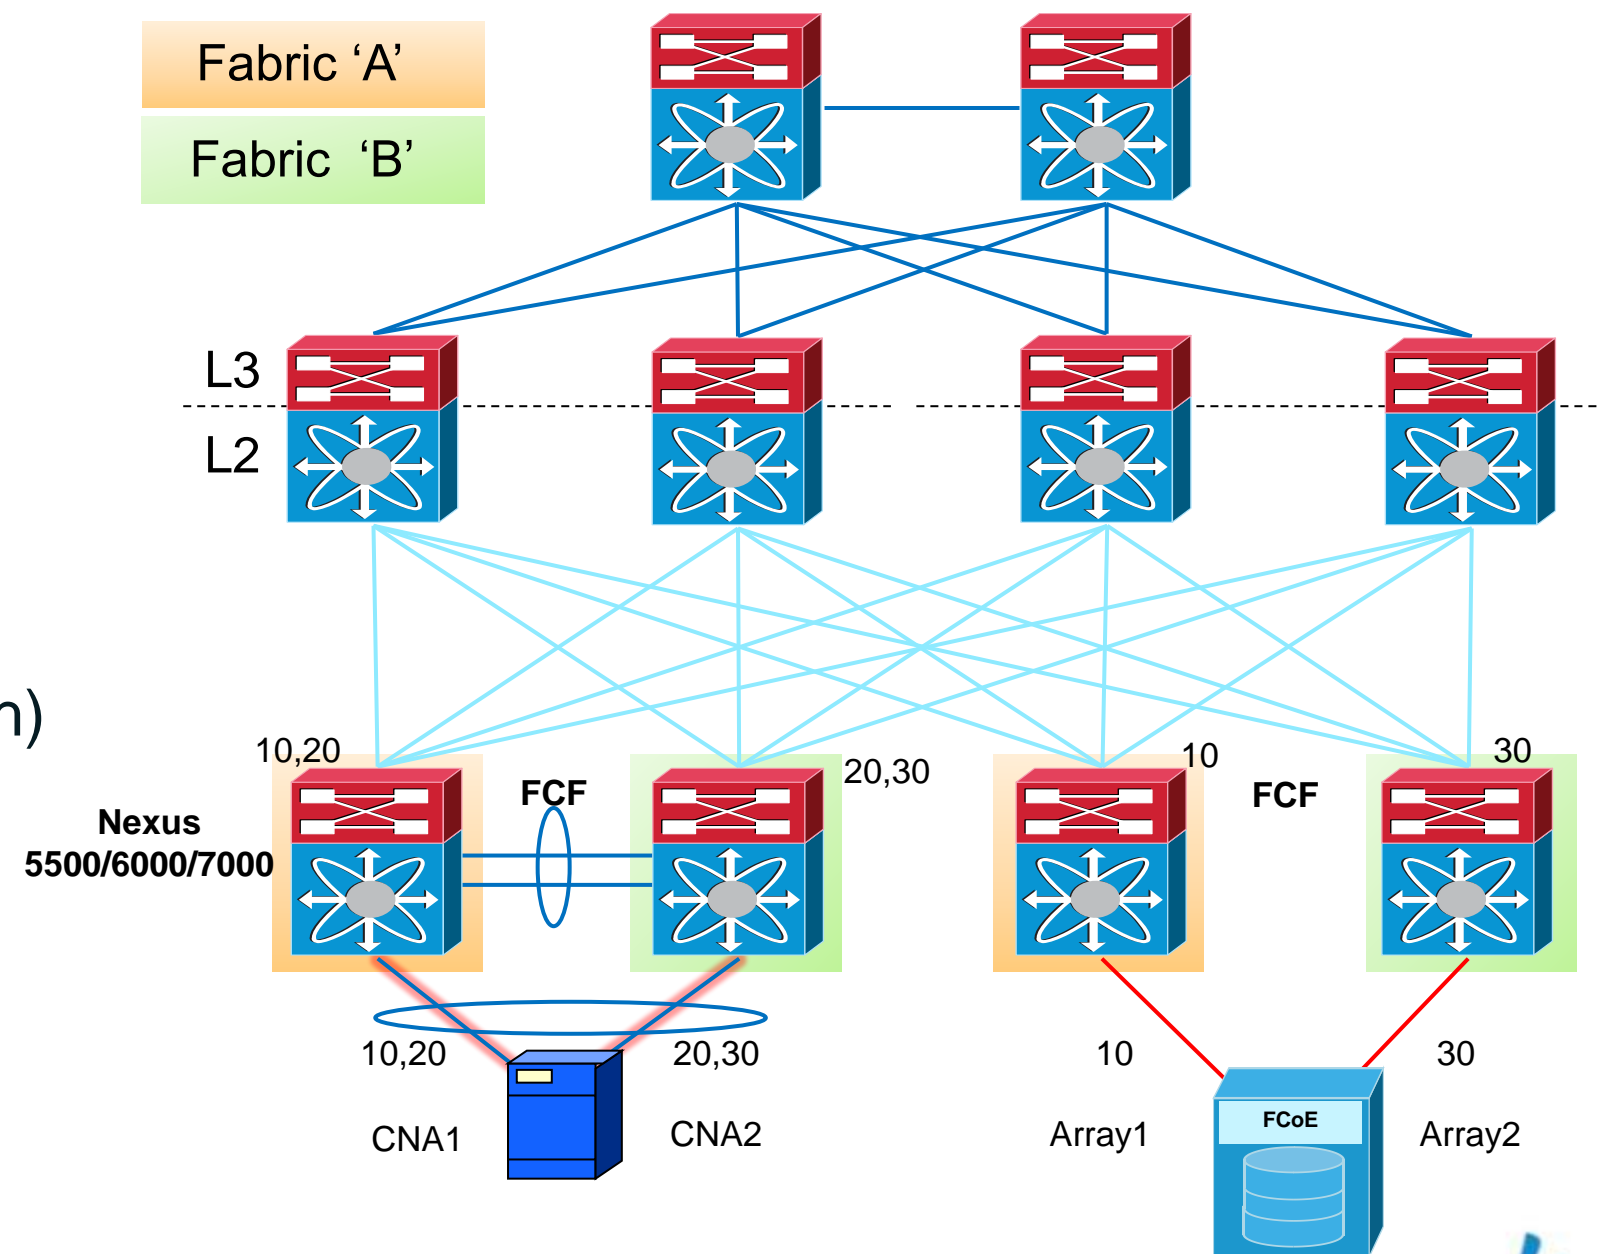 Fabric ‘A’
Fabric ‘B’
L3
L2
n)
10,20
FCF
20,30
10
FCF
30
Nexus
5500/6000/7000
10,20
20,30
10
30
CNA1
CNA2
Array1
FCoE
Array2